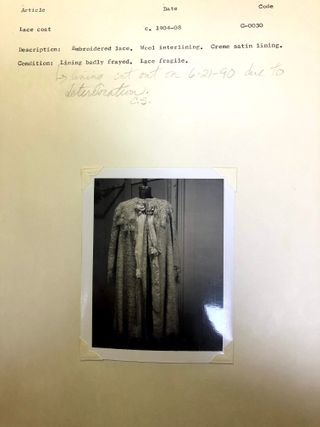 Article Date Code
Lace coat c. 1904-08 G-0030
Description: Embroidered lace. Wool interlining. Creme satin lining.
Condition: Lining badly frayed. Lace fragile.
↳ lining cut out on 6-21-90 due to
deterioration.
C.S.